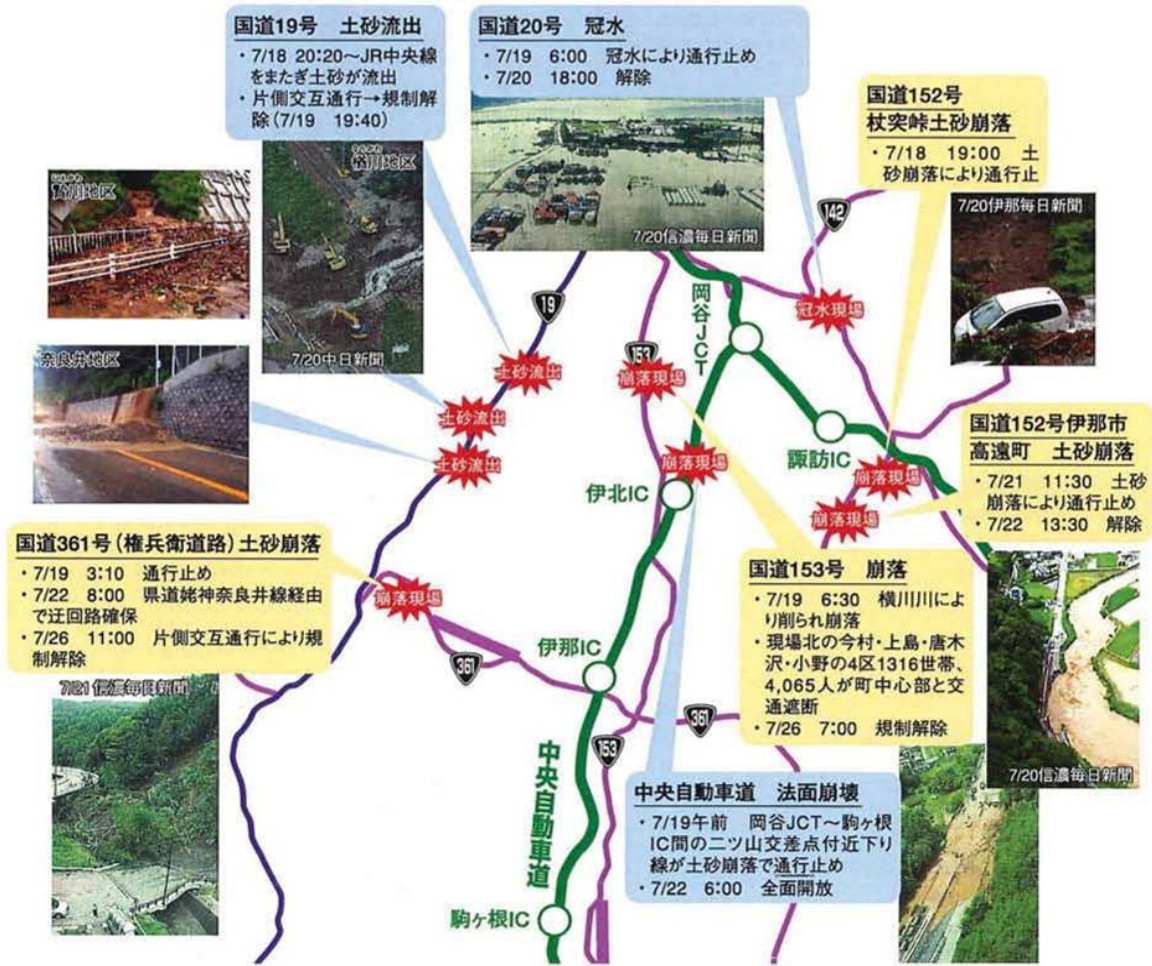 国道19号 土砂流出
・7/18 20:20〜JR中央線
をまたぎ土砂が流出
・片側交互通行→規制解
除(7/19 19:40)
国道20号 冠水
・7/19 6:00 冠水により通行止め
・7/20 18:00 解除
国道152号
杖突峠土砂崩落
・7/18 19:00 土
砂崩落により通行止
贄川地区
にえかわ
楢川地区
ならかわ
7/20中日新聞
7/20信濃毎日新聞
7/20伊那毎日新聞
奈良井地区
142
19
153
岡谷JCT
冠水現場
土砂流出
土砂流出
土砂流出
崩落現場
崩落現場
諏訪IC
崩落現場
崩落現場
伊北IC
国道152号伊那市
高遠町 土砂崩落
・7/21 11:30 土砂
崩落により通行止め
・7/22 13:30 解除
国道361号(権兵衛道路)土砂崩落
・7/19 3:10 通行止め
・7/22 8:00 県道姥神奈良井線経由
で迂回路確保
・7/26 11:00 片側交互通行により規
制解除
崩落現場
361
伊那IC
361
153
国道153号 崩落
・7/19 6:30 横川川によ
り削られ崩落
・現場北の今村・上島・唐木
沢・小野の4区1316世帯、
4,065人が町中心部と交
通遮断
・7/26 7:00 規制解除
7/21信濃毎日新聞
7/20信濃毎日新聞
中央自動車道
中央自動車道 法面崩壊
・7/19午前 岡谷JCT〜駒ヶ根
IC間の二ツ山交差点付近下り
線が土砂崩落で通行止め
・7/22 6:00 全面開放
駒ヶ根IC